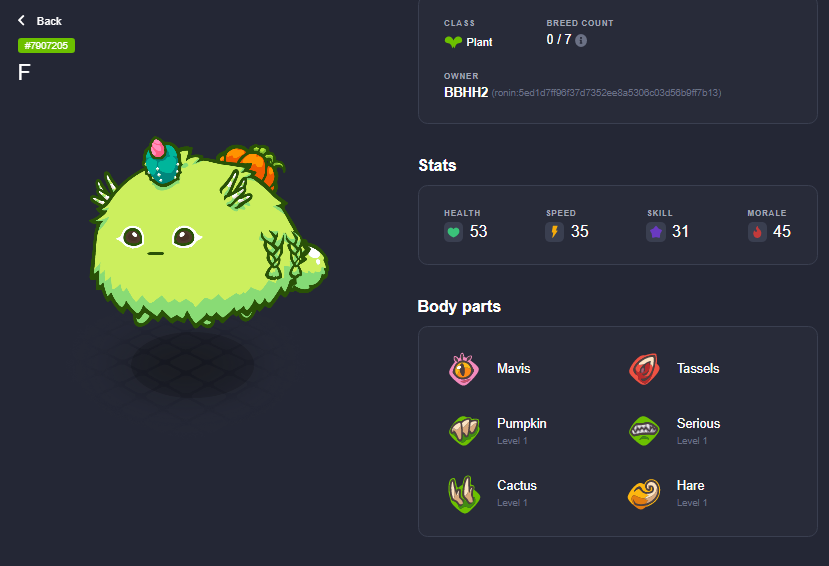 Back
#7907205
F
CLASS
BREED COUNT
Plant
0 / 7
OWNER
BBHH2 (ronin:5ed1d7ff96f37d7352ee8a5306c03d56b9ff7b13)
Stats
HEALTH
SPEED
SKILL
MORALE
53
35
31
45
Body parts
Mavis
Tassels
Pumpkin
Level 1
Serious
Level 1
Cactus
Level 1
Hare
Level 1